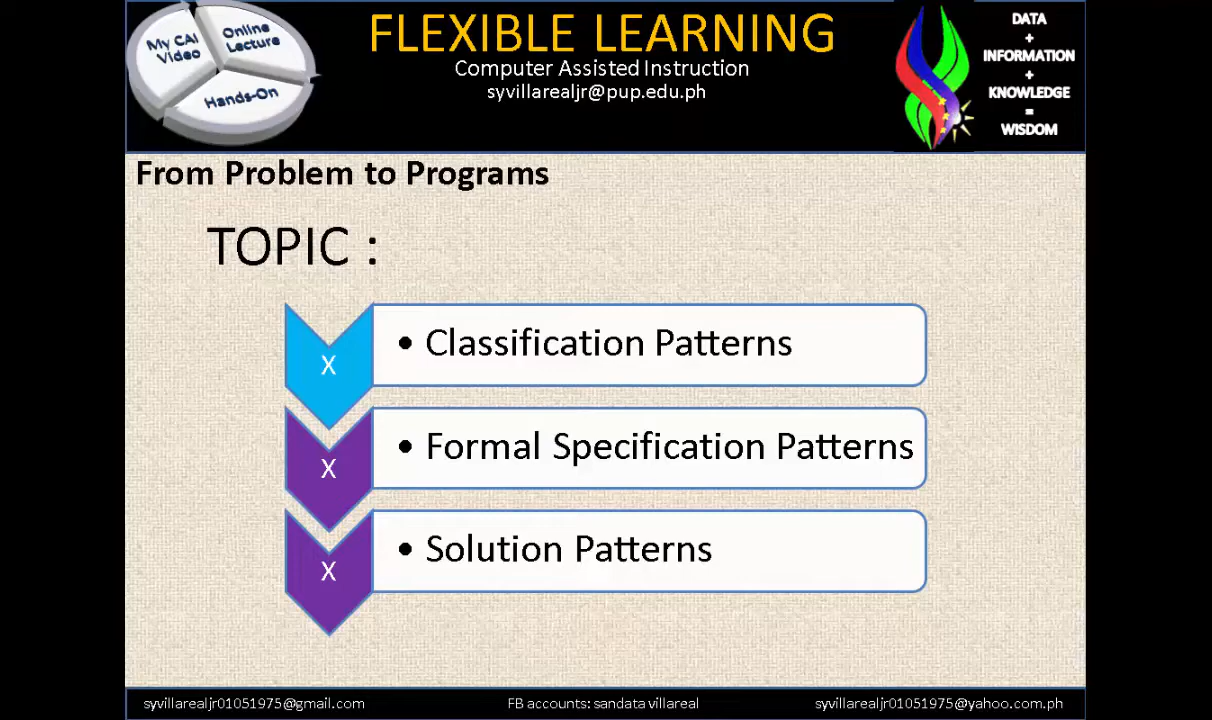 My CAI
Video
Online
Lecture
Hands-On
FLEXIBLE LEARNING
Computer Assisted Instruction
syvillarealjr@pup.edu.ph
DATA
+
INFORMATION
+
KNOWLEDGE
=
WISDOM
From Problem to Programs
TOPIC :
X
• Classification Patterns
X
• Formal Specification Patterns
X
• Solution Patterns
syvillarealjr01051975@gmail.com
FB accounts: sandata villareal
syvillarealjr01051975@yahoo.com.ph